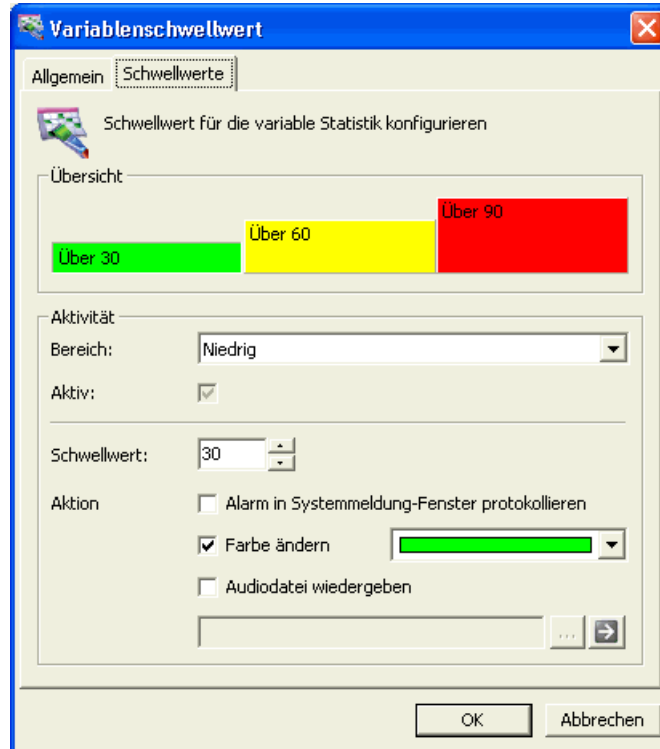 Variablenschwellwert
Allgemein Schwellwerte
Schwellwert für die variable Statistik konfigurieren
Übersicht
Über 30 Über 60 Über 90
Aktivität
Bereich: Niedrig
Aktiv:
Schwellwert: 30
Aktion Alarm in Systemmeldung-Fenster protokollieren
Farbe ändern
Audiodatei wiedergeben
...
OK Abbrechen